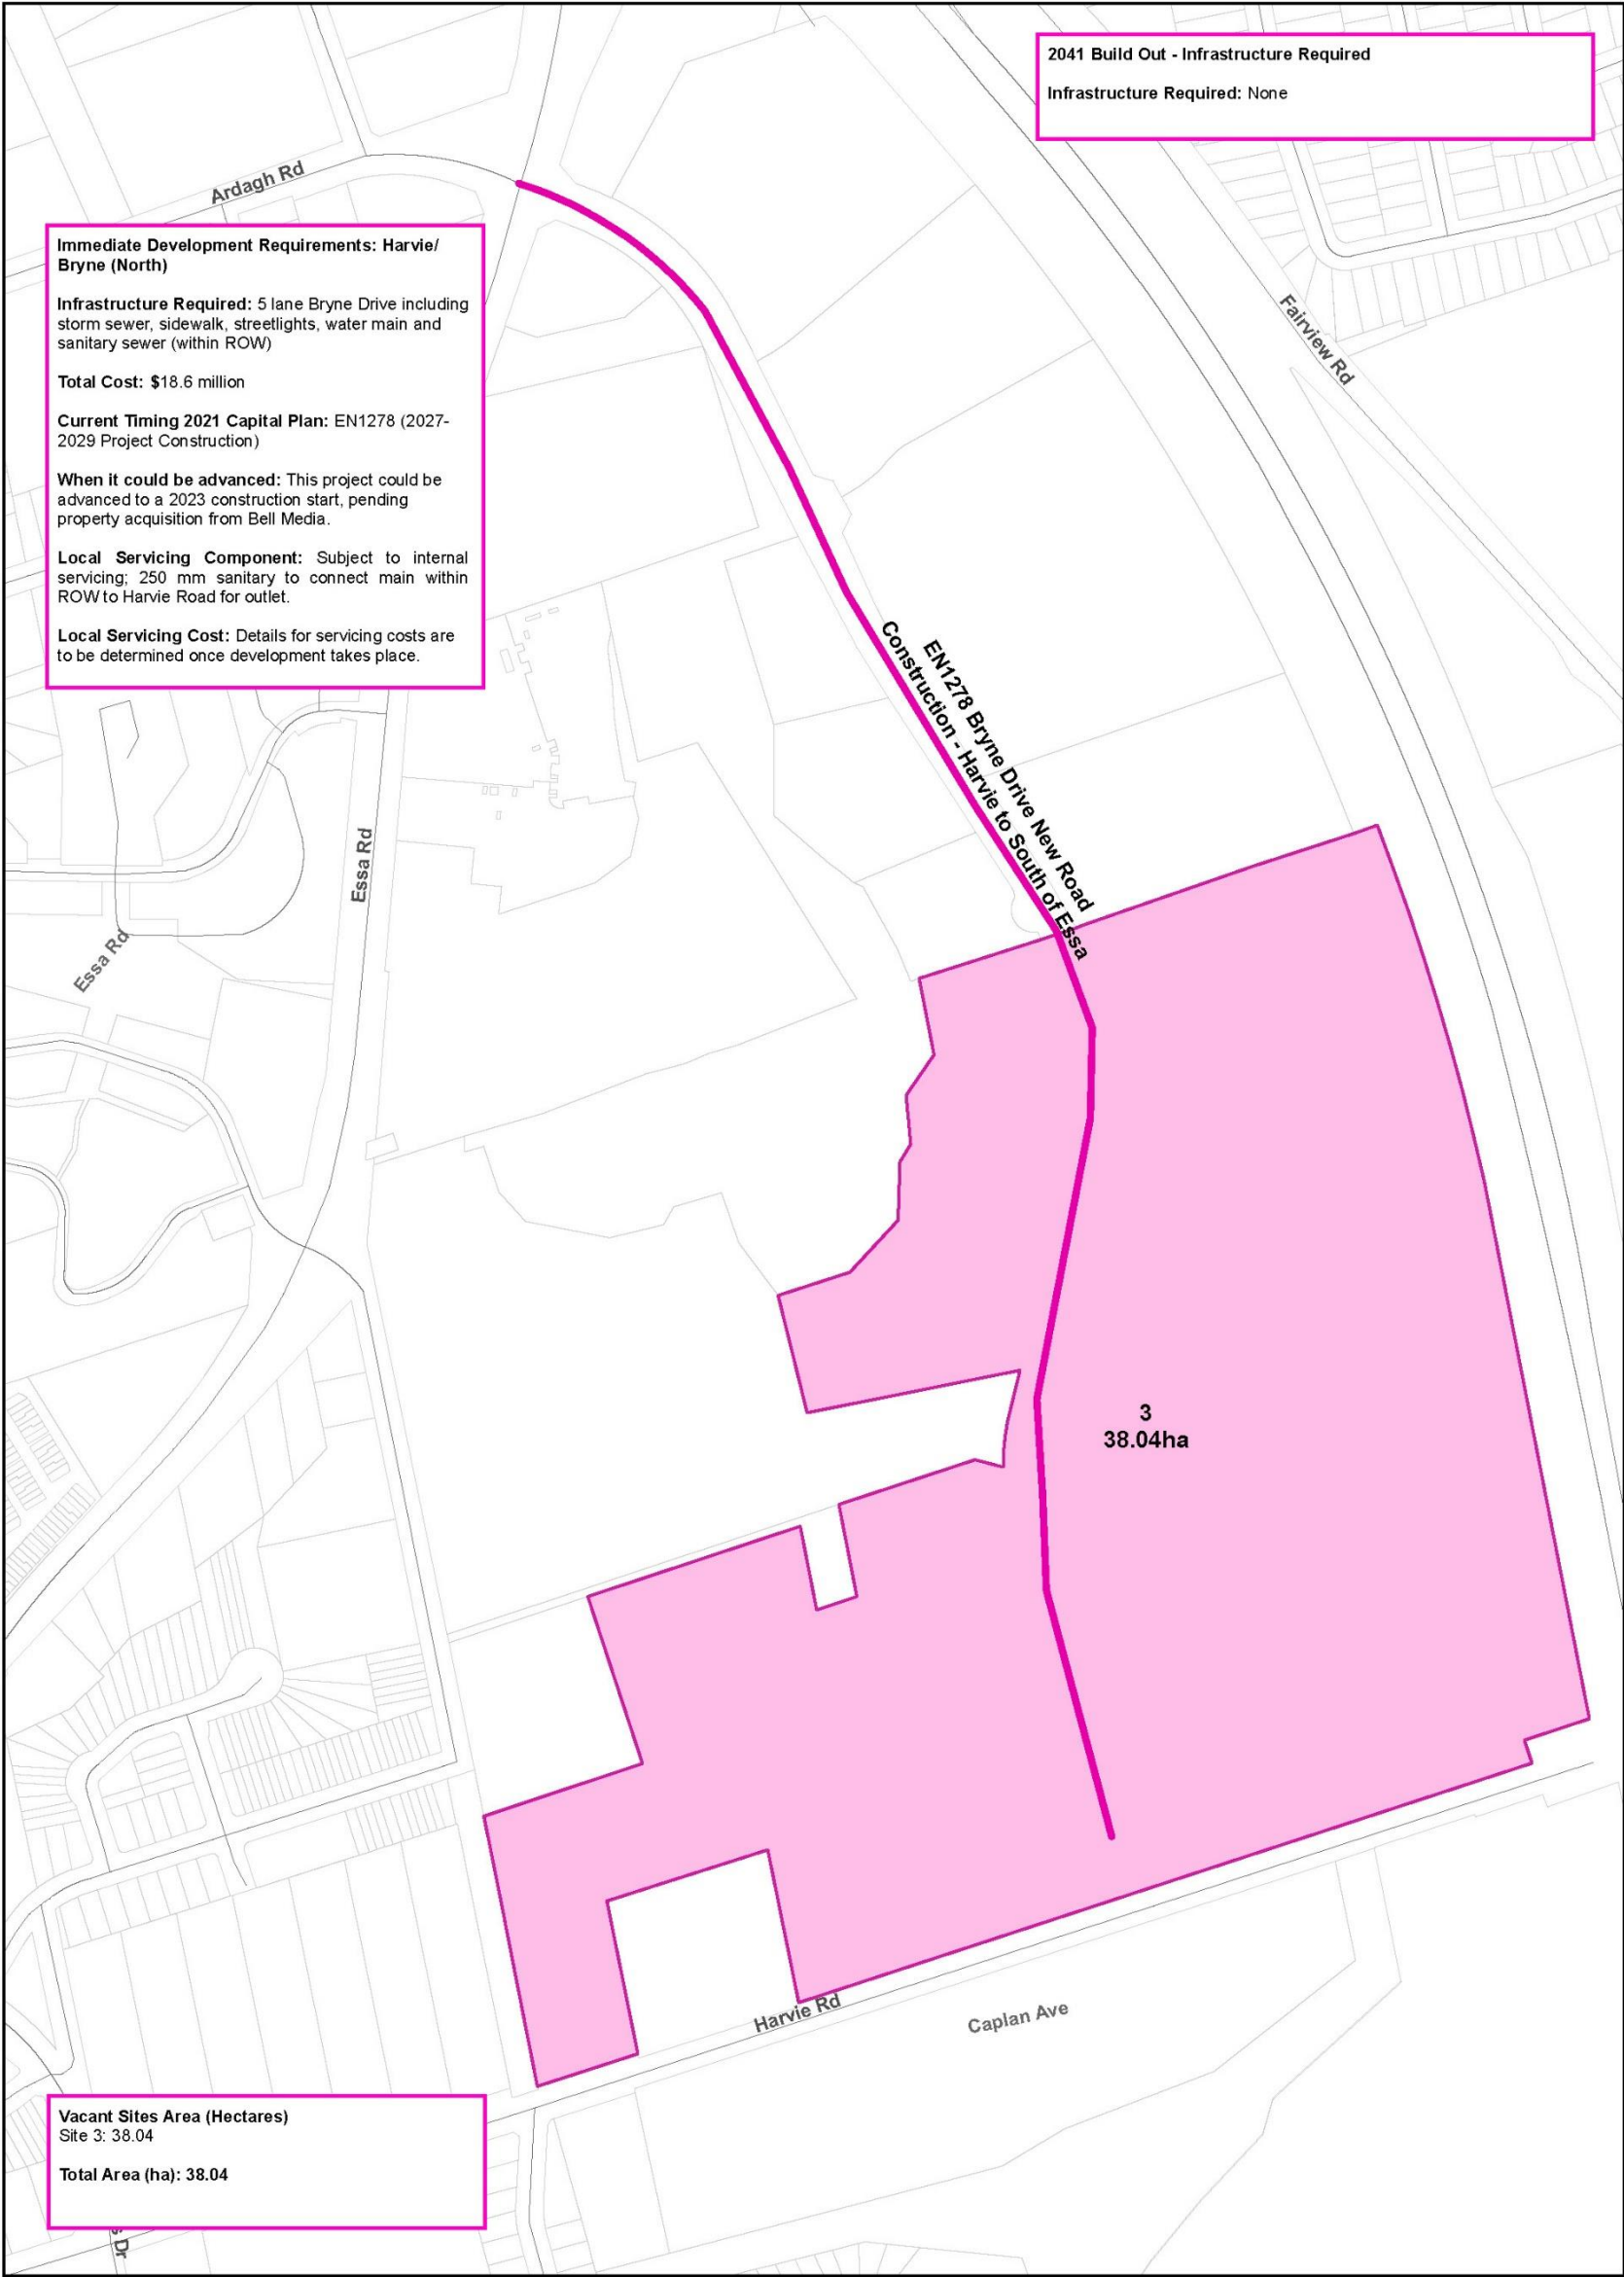 2041 Build Out - Infrastructure Required
Infrastructure Required: None
Ardagh Rd
Immediate Development Requirements: Harvie/
Bryne (North)
Infrastructure Required: 5 lane Bryne Drive including
storm sewer, sidewalk, streetlights, water main and
sanitary sewer (within ROW)
Total Cost: $18.6 million
Current Timing 2021 Capital Plan: EN1278 (2027-
2029 Project Construction)
When it could be advanced: This project could be
advanced to a 2023 construction start, pending
property acquisition from Bell Media.
Local Servicing Component: Subject to internal
servicing; 250 mm sanitary to connect main within
ROW to Harvie Road for outlet.
Local Servicing Cost: Details for servicing costs are
to be determined once development takes place.
Fairview Rd
EN1278 Bryne Drive New Road
Construction - Harvie to South of Essa
Essa Rd
Essa Rd
3
38.04ha
Harvie Rd
Caplan Ave
Vacant Sites Area (Hectares)
Site 3: 38.04
Total Area (ha): 38.04
s Dr